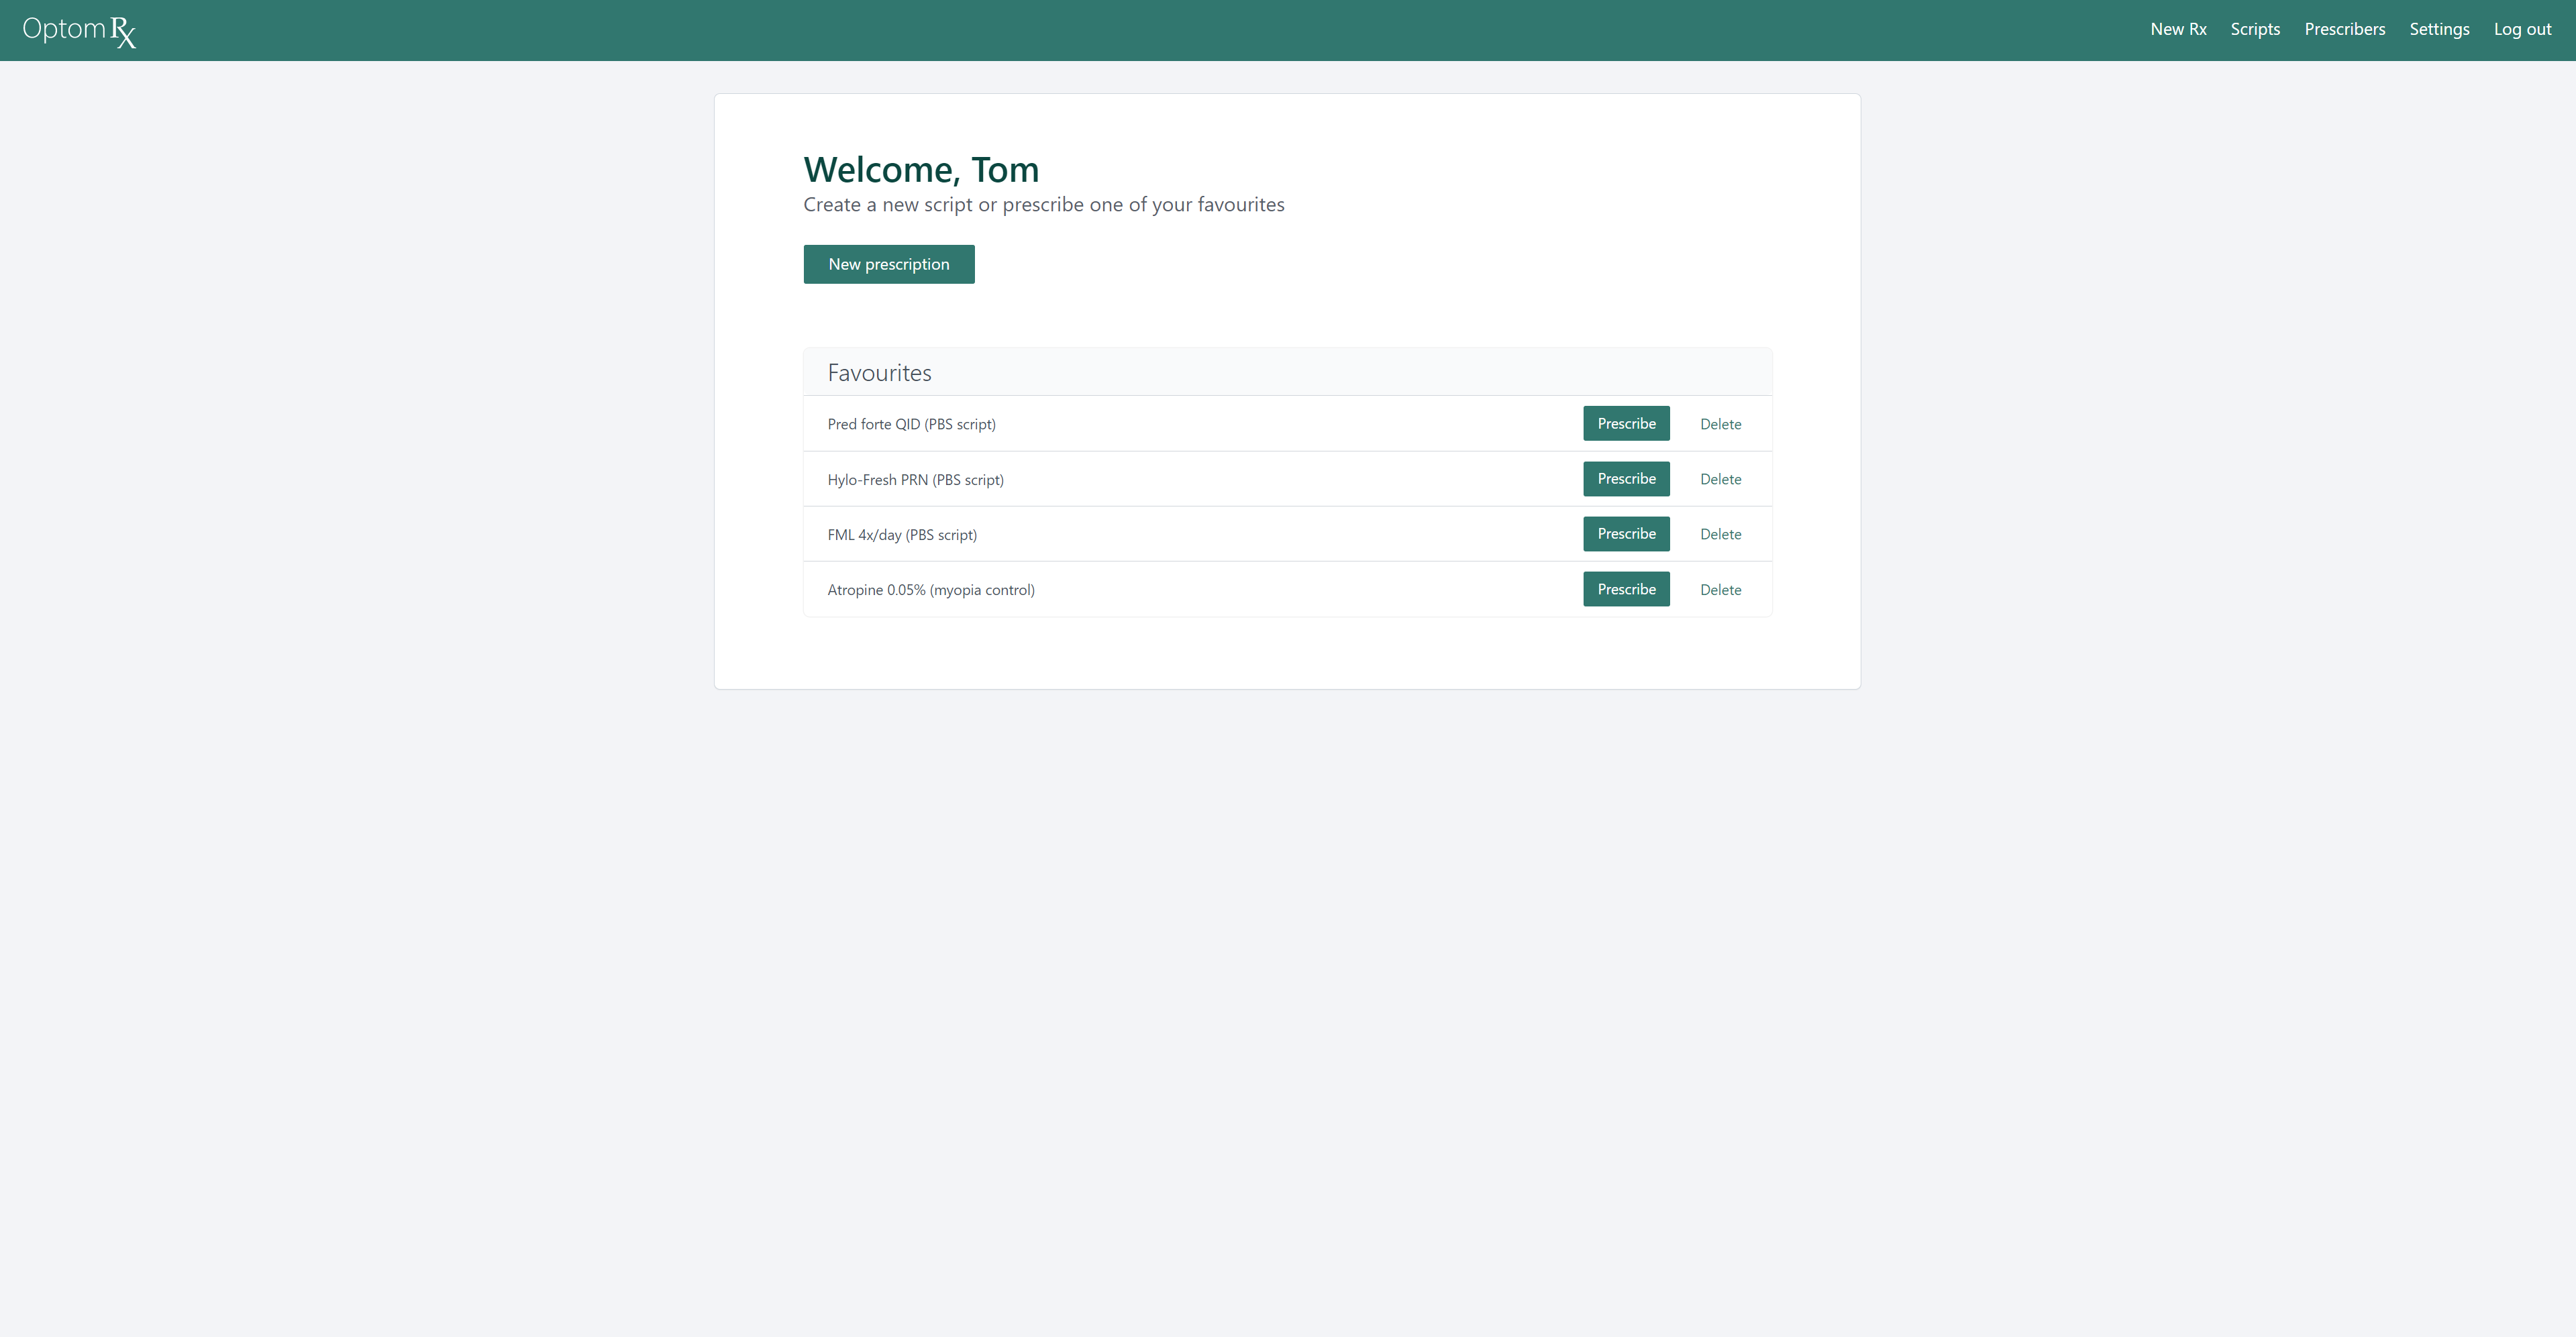 Optom Rx
New Rx Scripts Prescribers Settings Log out
Welcome, Tom
Create a new script or prescribe one of your favourites
New prescription
Favourites
Pred forte QID (PBS script) Prescribe Delete
Hylo-Fresh PRN (PBS script) Prescribe Delete
FML 4x/day (PBS script) Prescribe Delete
Atropine 0.05% (myopia control) Prescribe Delete